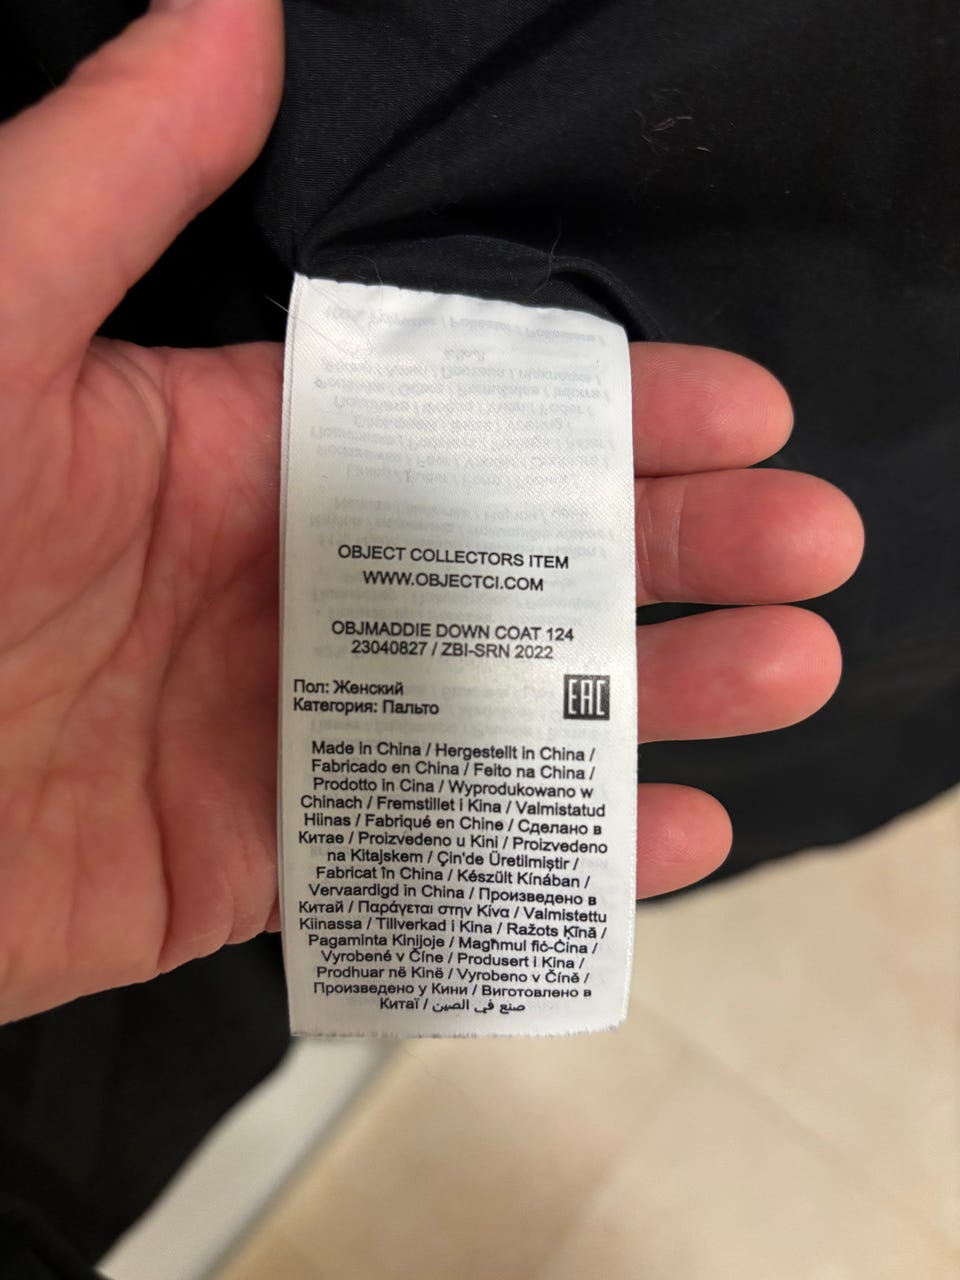 OBJECT COLLECTORS ITEM
WWW.OBJECTCI.COM
OBJMADDIE DOWN COAT 124
23040827 / ZBI-SRN 2022
Пол: Женский
Категория: Пальто
EAC
Made in China / Hergestellt in China /
Fabricado en China / Feito na China /
Prodotto in Cina / Wyprodukowano w
Chinach / Fremstillet i Kina / Valmistatud
Hiinas / Fabriqué en Chine / Сделано в
Китае / Proizvedeno u Kini / Proizvedeno
na Kitajskem / Çin'de Üretilmiştir /
Fabricat în China / Készült Kínában /
Vervaardigd in China / Произведено в
Китай / Παράγεται στην Κίνα / Valmistettu
Kiinassa / Tillverkad i Kina / Ražots Ķīnā /
Pagaminta Kinijoje / Magħmul fiċ-Ċina /
Vyrobené v Číne / Produsert i Kina /
Prodhuar në Kinë / Vyrobeno v Číně /
Произведено у Кини / Виготовлено в
Китаї / صنع في الصين